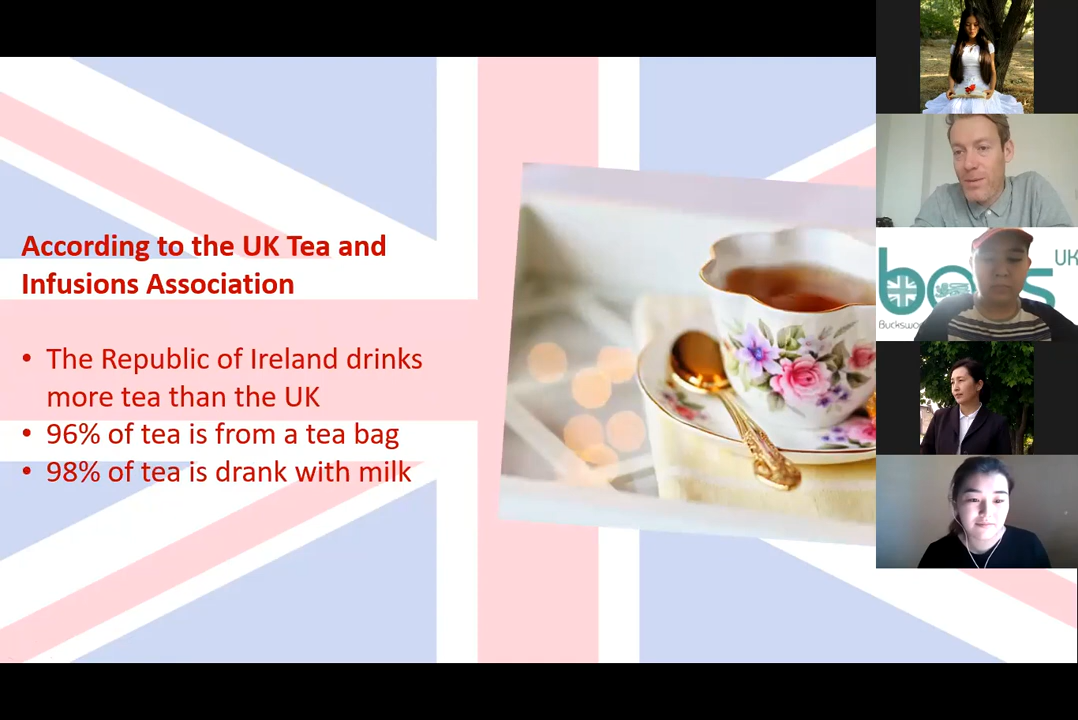 According to the UK Tea and
Infusions Association
• The Republic of Ireland drinks
more tea than the UK
• 96% of tea is from a tea bag
• 98% of tea is drank with milk
UK